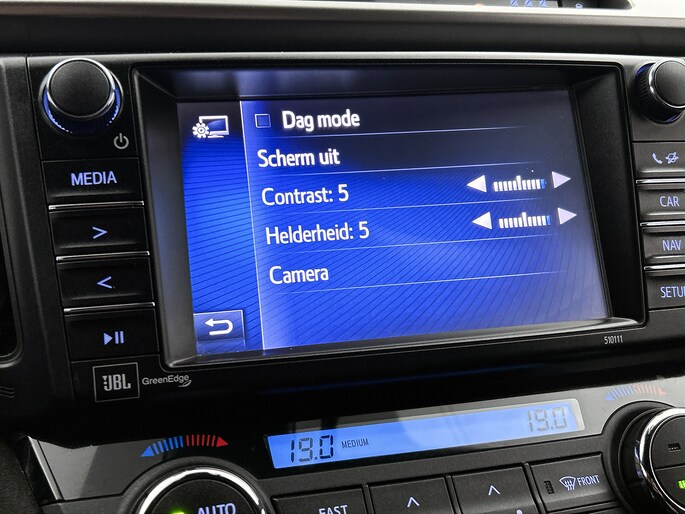 Dag mode
Scherm uit
Contrast: 5
Helderheid: 5
Camera
MEDIA
>
<
CAR
NAV
SETUP
510111
JBL GreenEdge
19.0 MEDIUM 19.0
AUTO
FAST
FRONT